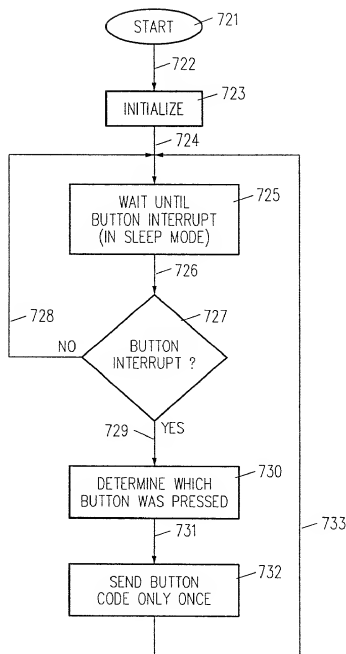 START
721
722
INITIALIZE
723
724
WAIT UNTIL
BUTTON INTERRUPT
(IN SLEEP MODE)
725
726
727
728
NO
BUTTON
INTERRUPT ?
YES
729
DETERMINE WHICH
BUTTON WAS PRESSED
730
731
733
SEND BUTTON
CODE ONLY ONCE
732